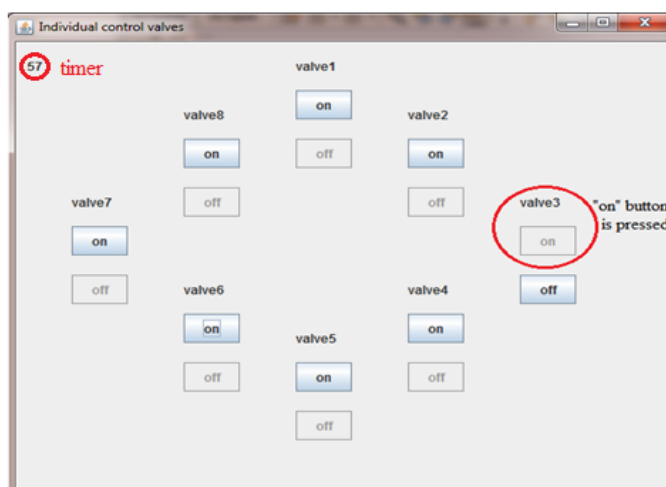 Individual control valves
57 timer
valve1
on
off
valve8
on
off
valve2
on
off
valve7
on
off
valve3
on
off
"on" button
is pressed
valve6
on
off
valve4
on
off
valve5
on
off